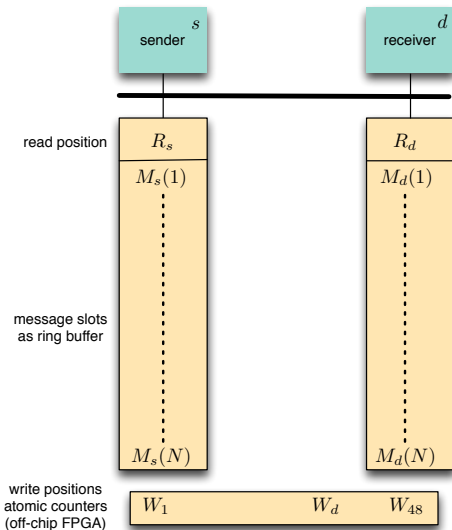 s
sender
d
receiver
read position
R_s
R_d
M_s(1)
M_d(1)
message slots
as ring buffer
M_s(N)
M_d(N)
write positions
atomic counters
(off-chip FPGA)
W_1 W_d W_48